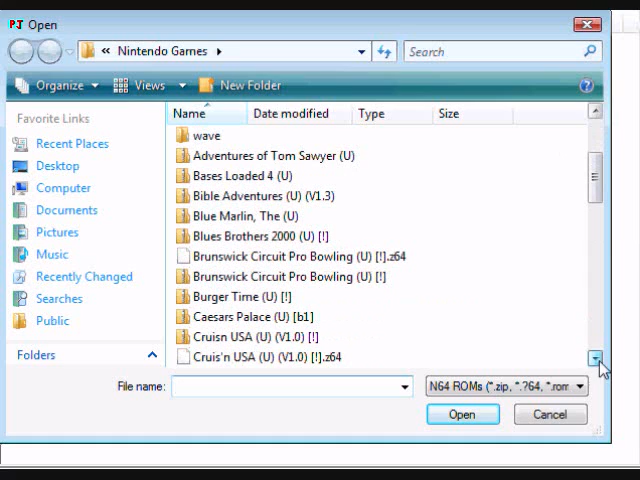 PJ Open
« Nintendo Games
Search
Organize
Views
New Folder
?
Favorite Links
Recent Places
Desktop
Computer
Documents
Pictures
Music
Recently Changed
Searches
Public
Folders
Name
Date modified
Type
Size
wave
Adventures of Tom Sawyer (U)
Bases Loaded 4 (U)
Bible Adventures (U) (V1.3)
Blue Marlin, The (U)
Blues Brothers 2000 (U) [!]
Brunswick Circuit Pro Bowling (U) [!].z64
Brunswick Circuit Pro Bowling (U) [!]
Burger Time (U) [!]
Caesars Palace (U) [b1]
Cruisn USA (U) (V1.0) [!]
Cruis'n USA (U) (V1.0) [!].z64
File name:
N64 ROMs (*.zip, *.?64, *.rom
Open
Cancel